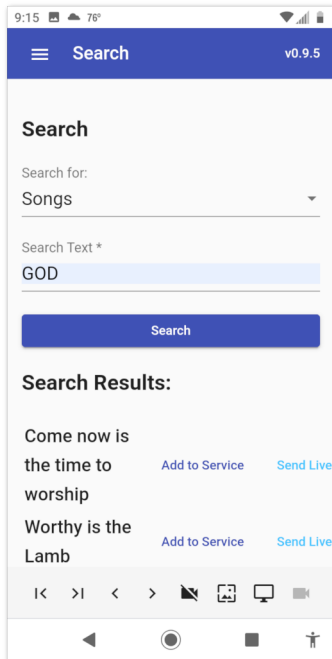 9:15 76°
Search v0.9.5
Search
Search for:
Songs
Search Text *
GOD
Search
Search Results:
Come now is
the time to Add to Service Send Live
worship
Worthy is the
Lamb Add to Service Send Live